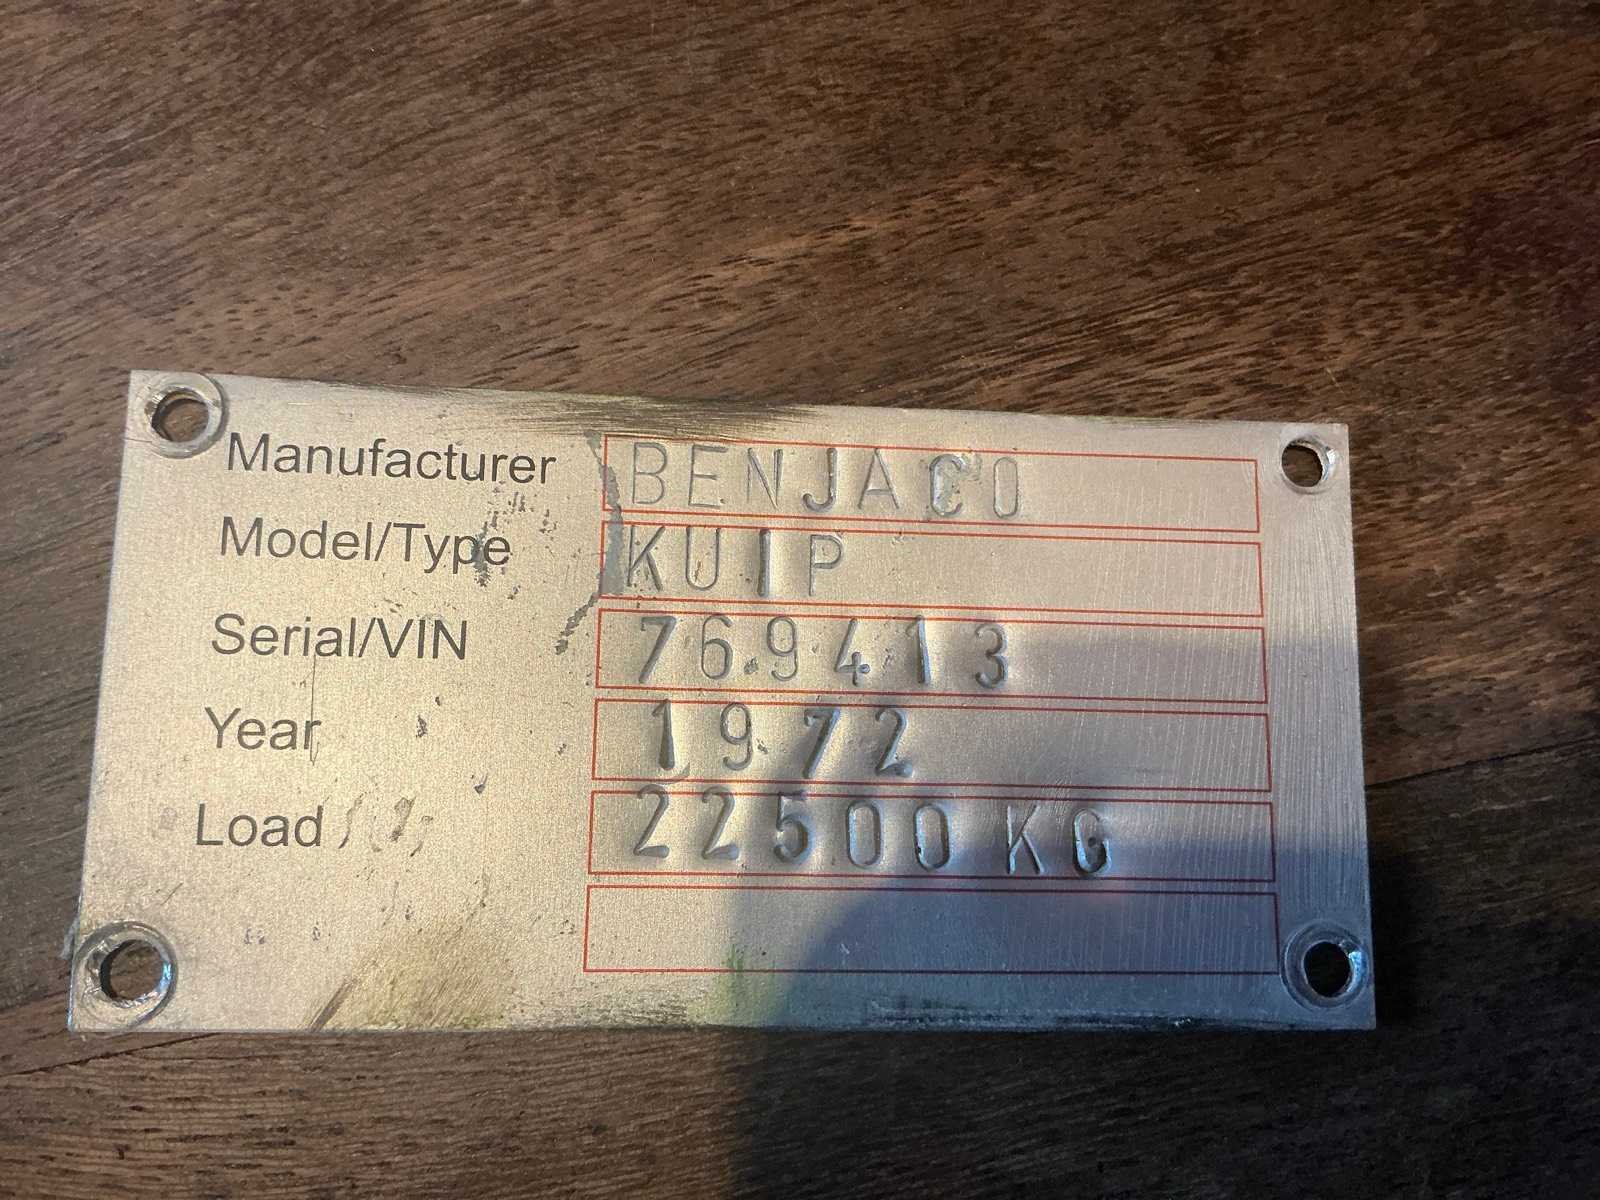 Manufacturer BENJACO
Model/Type KUIP
Serial/VIN 769413
Year 1972
Load 22500 KG